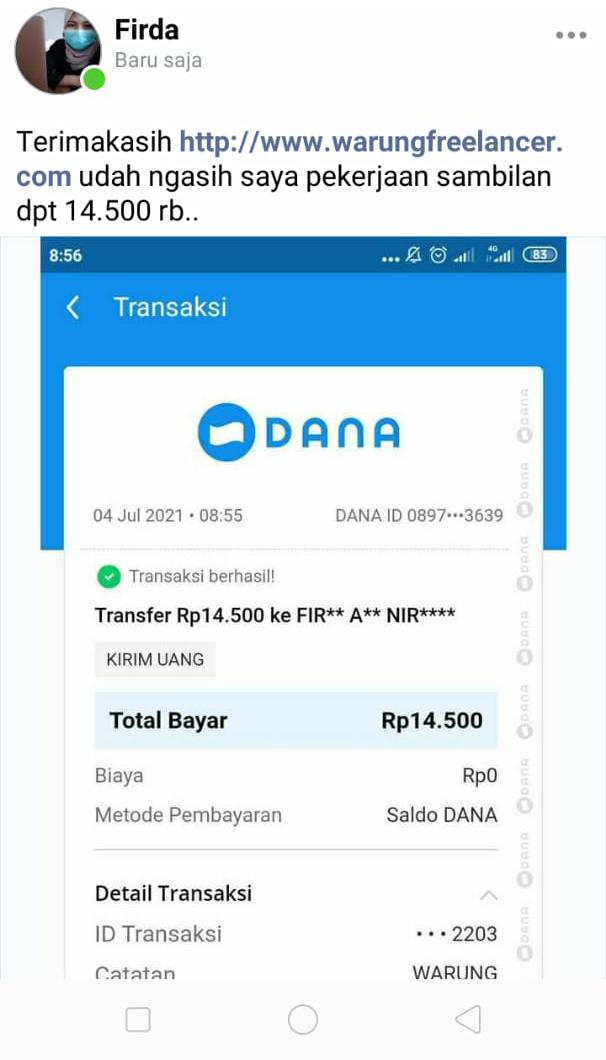 Firda
Baru saja
Terimakasih http://www.warungfreelancer.
com udah ngasih saya pekerjaan sambilan
dpt 14.500 rb..
8:56
4G
83
Transaksi
DANA
04 Jul 2021 • 08:55 DANA ID 0897•••3639
Transaksi berhasil!
Transfer Rp14.500 ke FIR** A** NIR****
KIRIM UANG
Total Bayar Rp14.500
Biaya Rp0
Metode Pembayaran Saldo DANA
Detail Transaksi
ID Transaksi •••2203
Catatan WARUNG
DANA
DANA
DANA
DANA
DANA
DANA
DANA
DANA